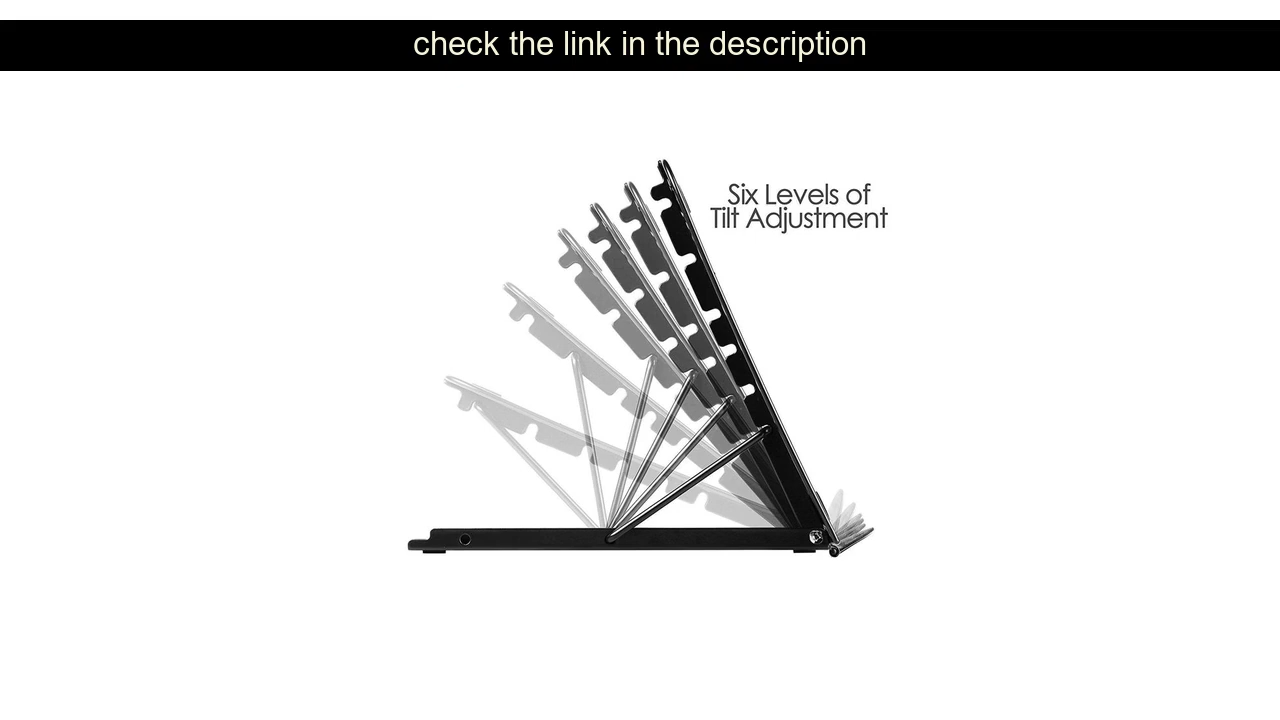 check the link in the description
Six Levels of
Tilt Adjustment